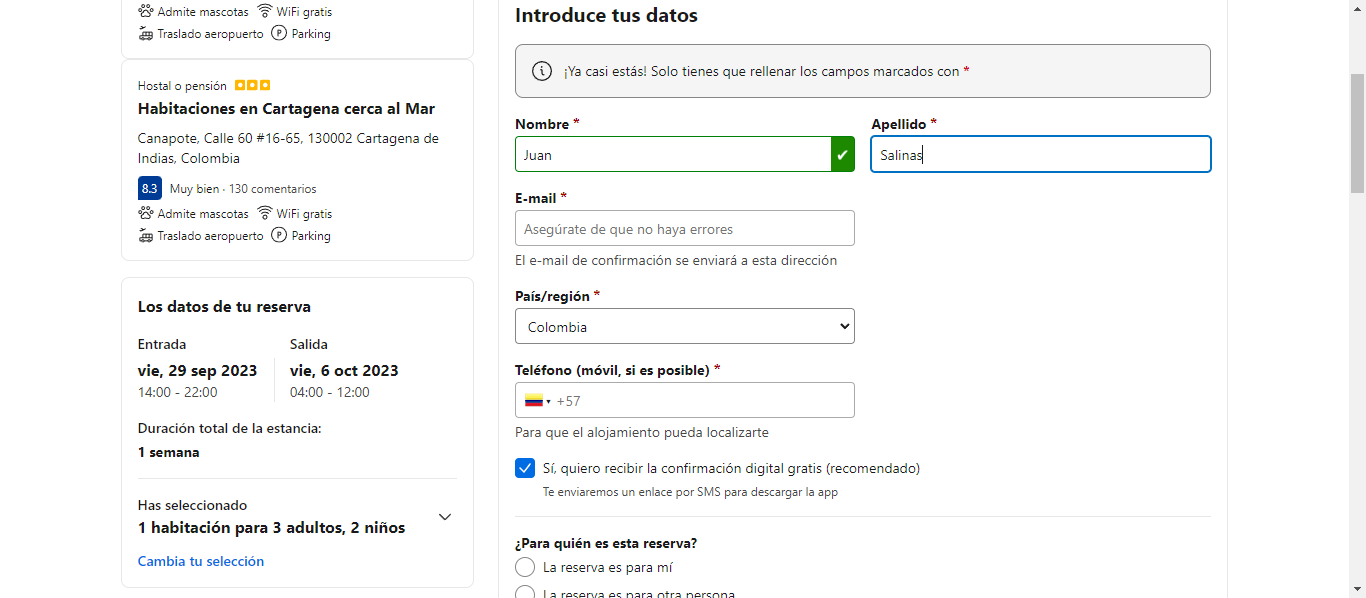 Admite mascotas WiFi gratis
Traslado aeropuerto Parking
Hostal o pensión
Habitaciones en Cartagena cerca al Mar
Canapote, Calle 60 #16-65, 130002 Cartagena de
Indias, Colombia
8.3 Muy bien · 130 comentarios
Admite mascotas WiFi gratis
Traslado aeropuerto Parking
Los datos de tu reserva
Entrada Salida
vie, 29 sep 2023 vie, 6 oct 2023
14:00 - 22:00 04:00 - 12:00
Duración total de la estancia:
1 semana
Has seleccionado
1 habitación para 3 adultos, 2 niños
Cambia tu selección
Introduce tus datos
¡Ya casi estás! Solo tienes que rellenar los campos marcados con *
Nombre * Apellido *
Juan Salinas
E-mail *
Asegúrate de que no haya errores
El e-mail de confirmación se enviará a esta dirección
País/región *
Colombia
Teléfono (móvil, si es posible) *
+57
Para que el alojamiento pueda localizarte
Sí, quiero recibir la confirmación digital gratis (recomendado)
Te enviaremos un enlace por SMS para descargar la app
¿Para quién es esta reserva?
La reserva es para mí
La reserva es para otra persona